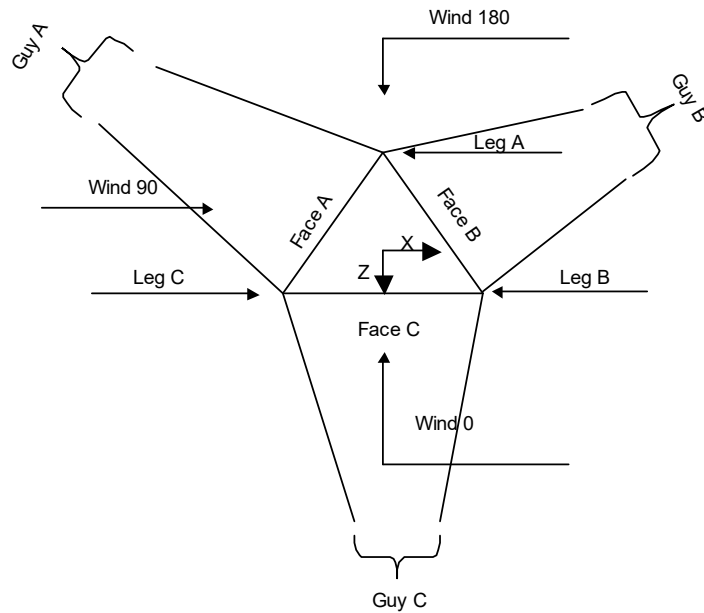 Wind 180
Guy A
Guy B
Leg A
Wind 90
Face A
Face B
X
Z
Leg C
Leg B
Face C
Wind 0
Guy C